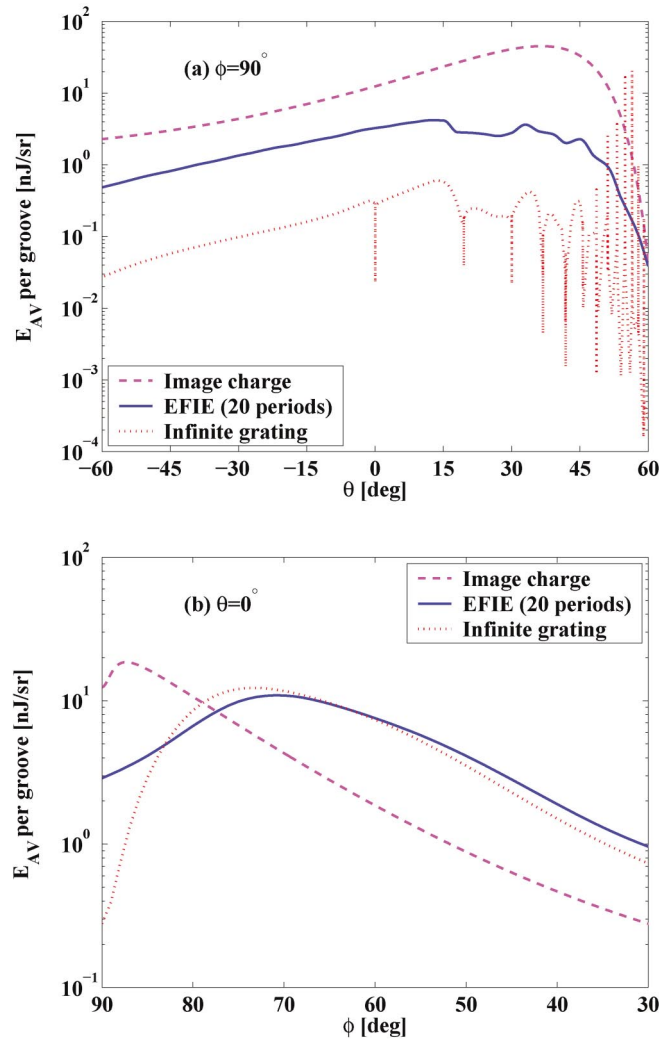 (a) ϕ=90°
E_AV per groove [nJ/sr]
10^2
10^1
10^0
10^-1
10^-2
10^-3
10^-4
Image charge
EFIE (20 periods)
Infinite grating
−60 −45 −30 −15 0 15 30 45 60
θ [deg]
(b) θ=0°
E_AV per groove [nJ/sr]
10^2
10^1
10^0
10^-1
Image charge
EFIE (20 periods)
Infinite grating
90 80 70 60 50 40 30
ϕ [deg]